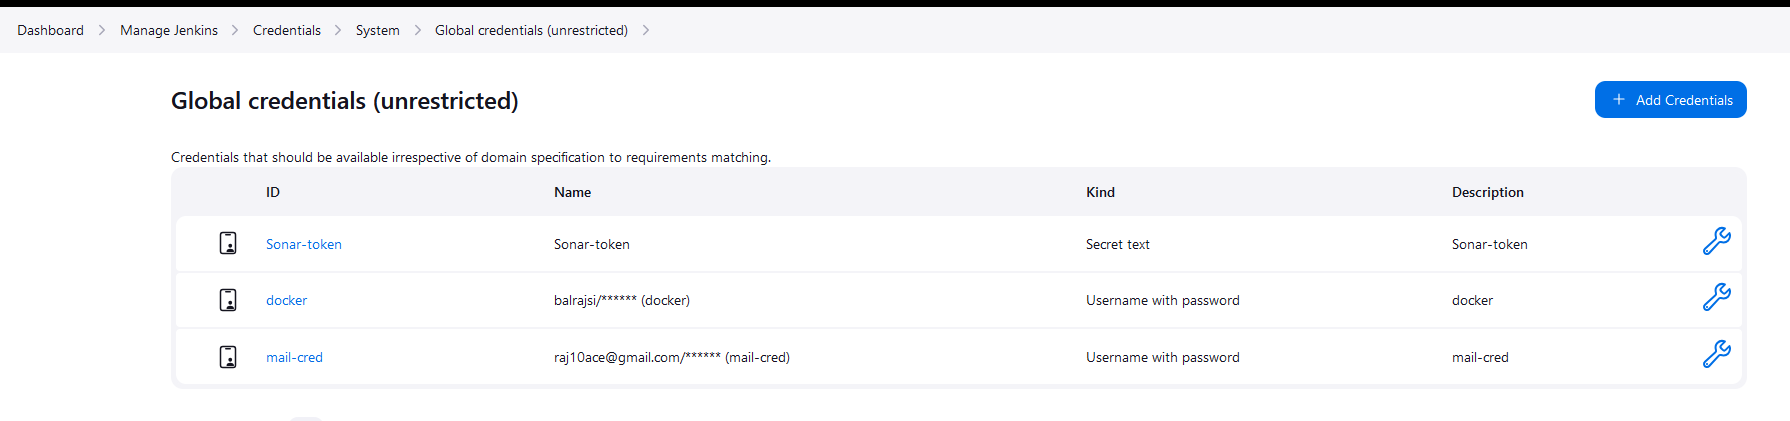 Dashboard > Manage Jenkins > Credentials > System > Global credentials (unrestricted) >
Global credentials (unrestricted)
+ Add Credentials
Credentials that should be available irrespective of domain specification to requirements matching.
ID Name Kind Description
Sonar-token Sonar-token Secret text Sonar-token
docker balrajsi/****** (docker) Username with password docker
mail-cred raj10ace@gmail.com/****** (mail-cred) Username with password mail-cred